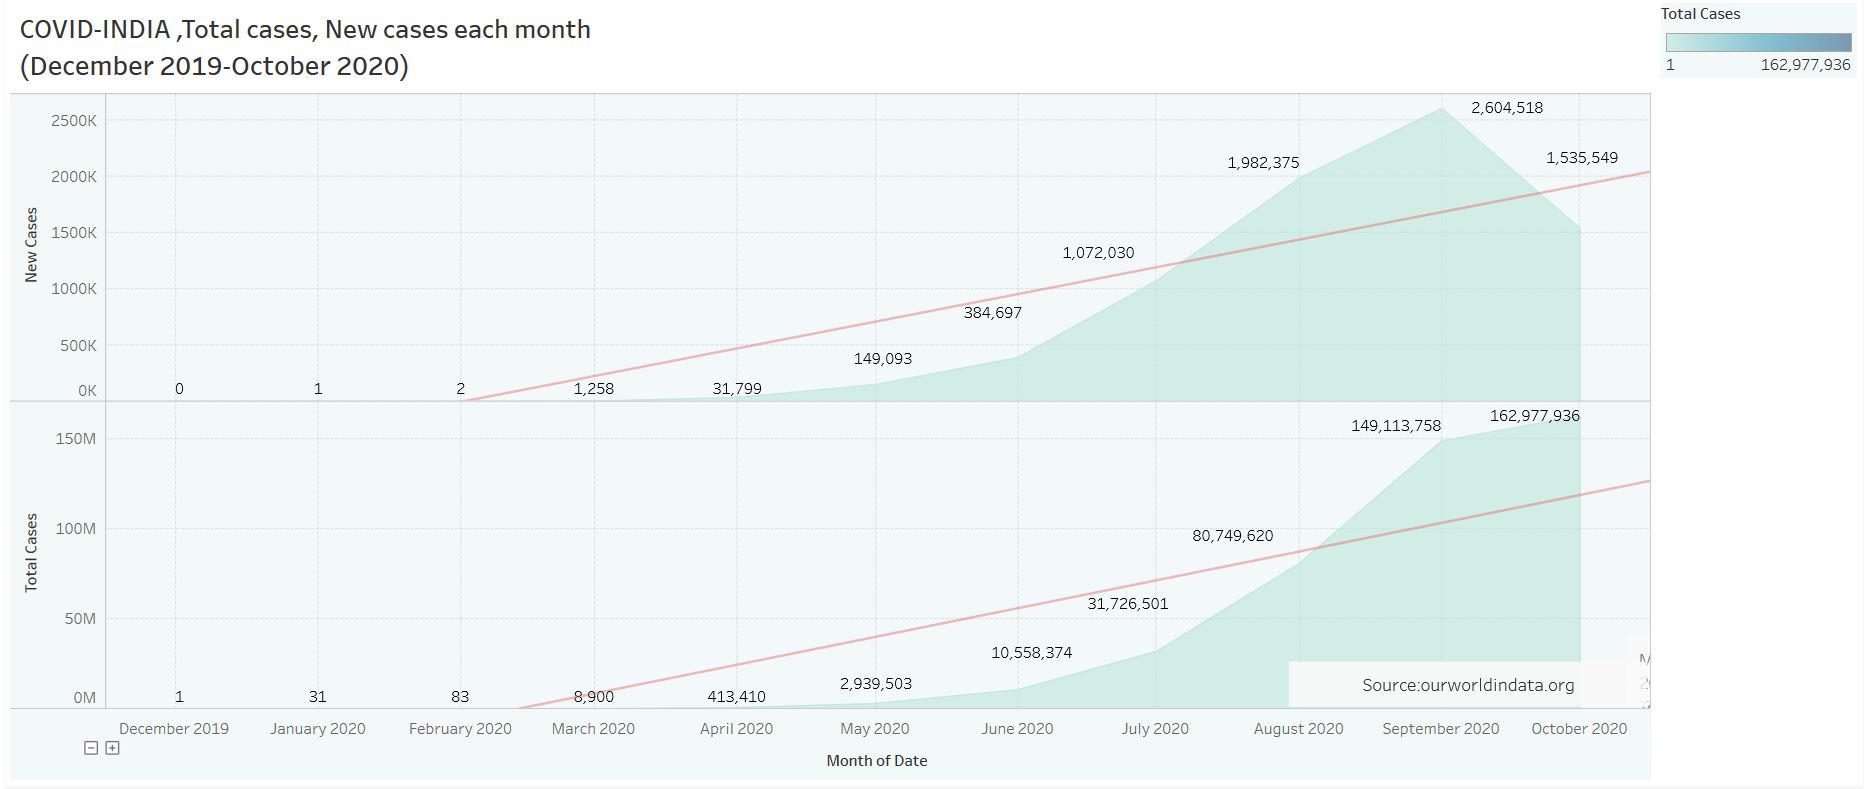 COVID-INDIA ,Total cases, New cases each month
(December 2019-October 2020)
Total Cases
1 162,977,936
New Cases
2500K
2000K
1500K
1000K
500K
0K
0 1 2 1,258 31,799 149,093 384,697 1,072,030 1,982,375 2,604,518 1,535,549
Total Cases
150M
100M
50M
0M
1 31 83 8,900 413,410 2,939,503 10,558,374 31,726,501 80,749,620 149,113,758 162,977,936
Source:ourworldindata.org
December 2019 January 2020 February 2020 March 2020 April 2020 May 2020 June 2020 July 2020 August 2020 September 2020 October 2020
Month of Date